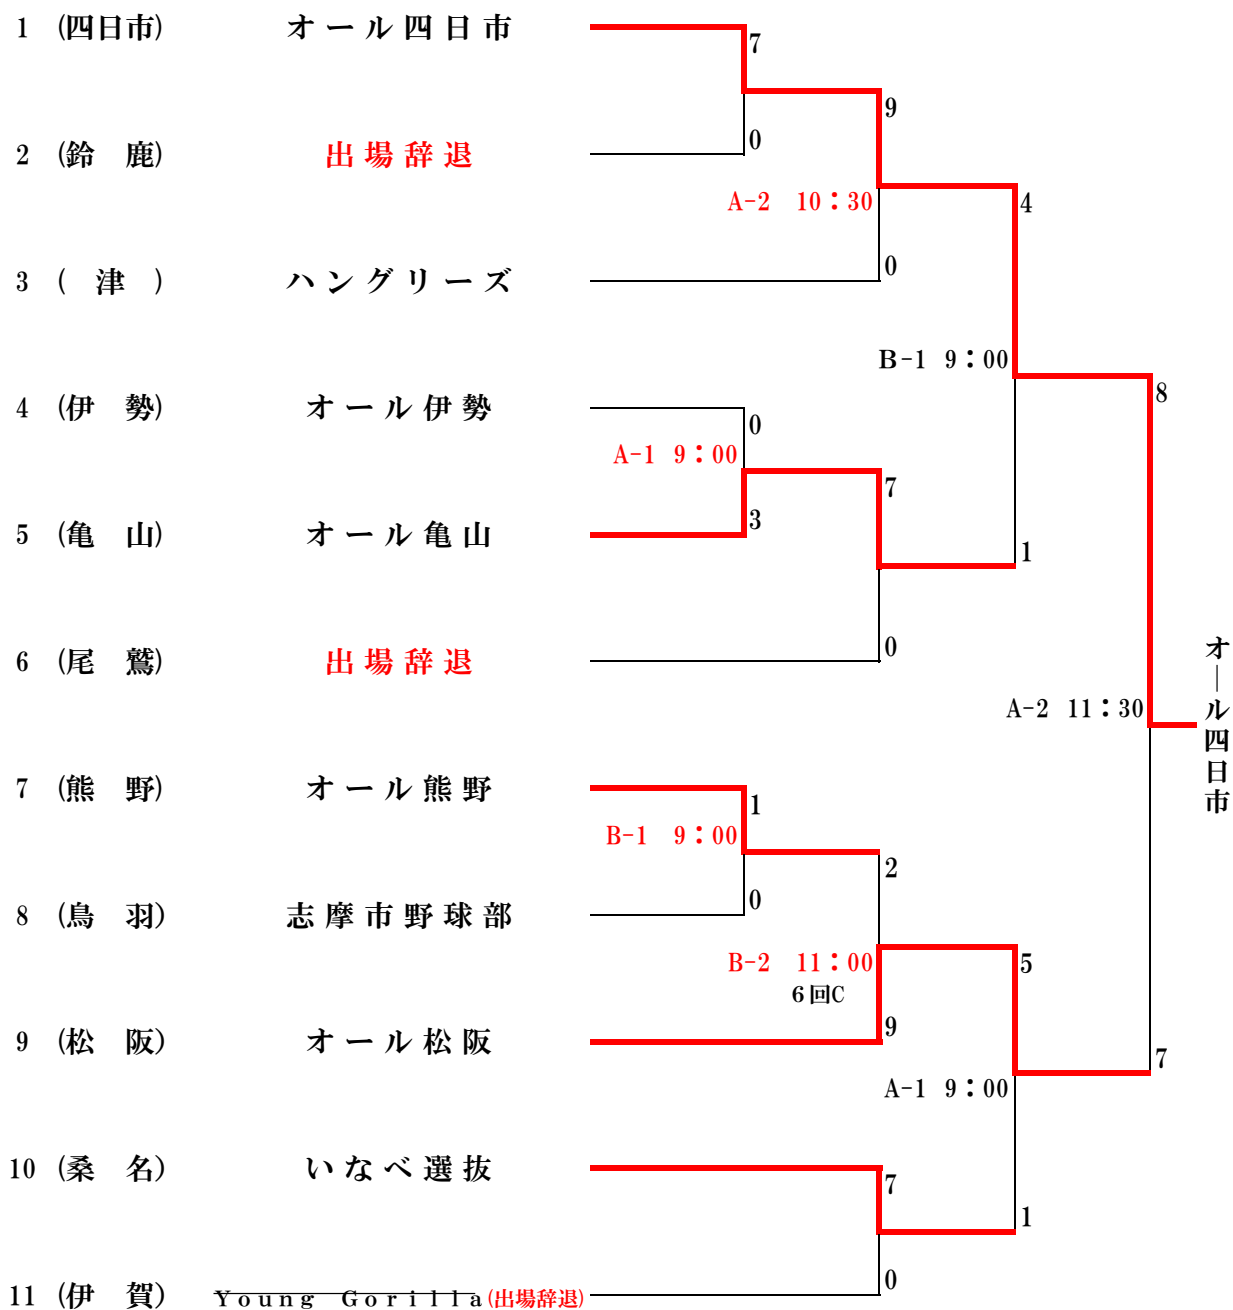 1 (四日市) オール四日市
7
9
2 (鈴　鹿) 出場辞退
0
A-2 10：30
4
3 (　津　) ハングリーズ
0
B-1 9：00
8
4 (伊　勢) オール伊勢
0
A-1 9：00
7
5 (亀　山) オール亀山
3
1
6 (尾　鷲) 出場辞退
0
A-2 11：30
オール四日市
7 (熊　野) オール熊野
1
B-1 9：00
2
8 (鳥　羽) 志摩市野球部
0
B-2 11：00
6回C
5
9 (松　阪) オール松阪
9
7
A-1 9：00
10 (桑　名) いなべ選抜
7
1
11 (伊　賀) Young Gorilla(出場辞退)
0